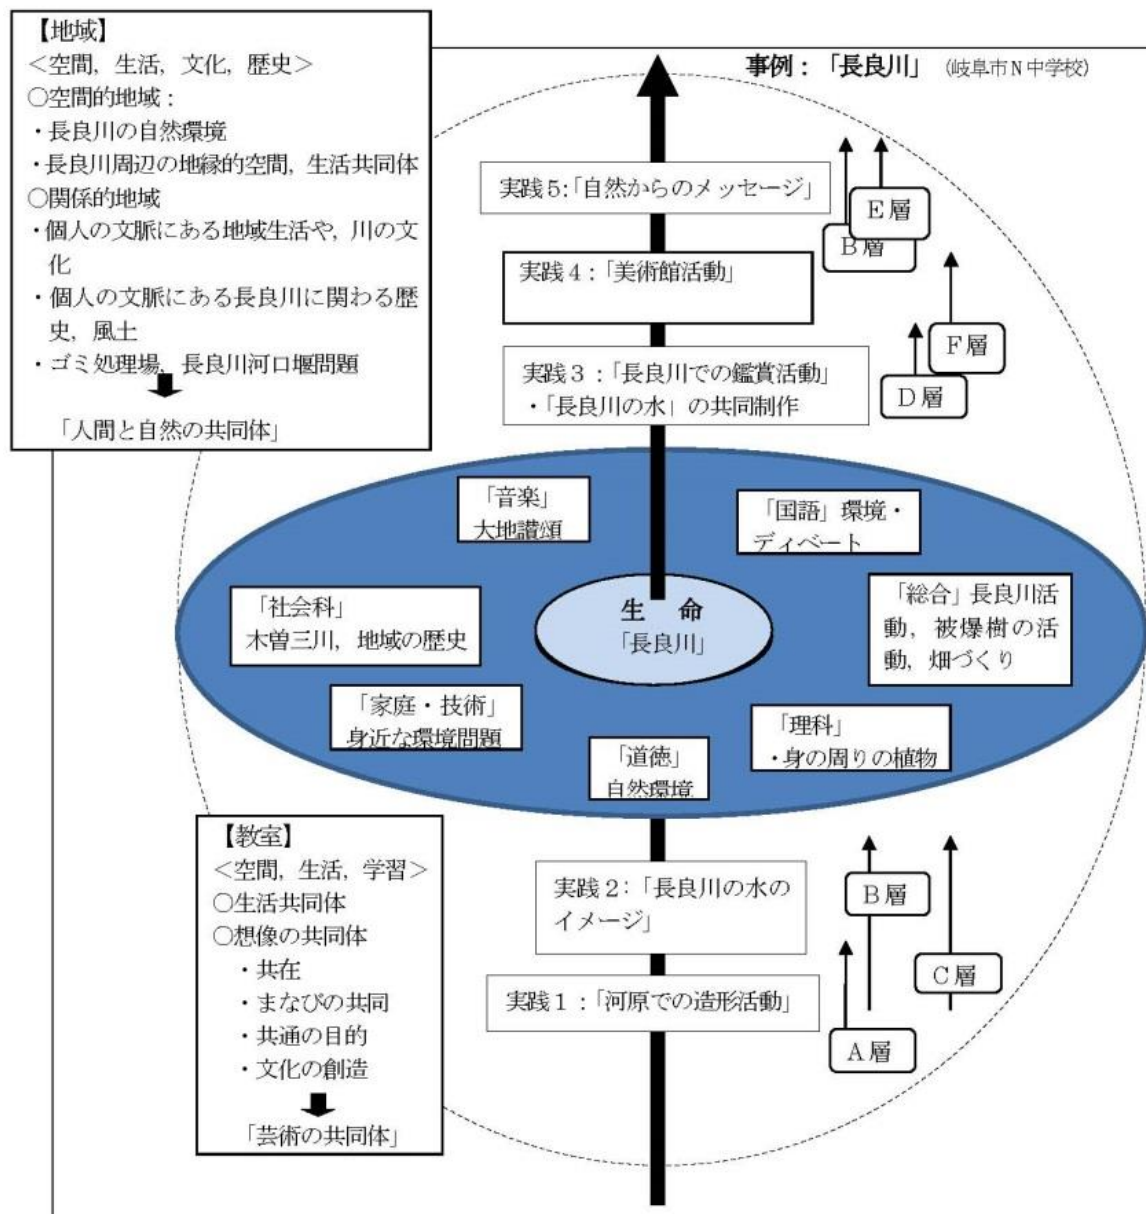 【地域】
＜空間，生活，文化，歴史＞
○空間的地域：
・長良川の自然環境
・長良川周辺の地縁的空間，生活共同体
○関係的地域
・個人の文脈にある地域生活や，川の文
化
・個人の文脈にある長良川に関わる歴
史，風土
・ゴミ処理場，長良川河口堰問題
「人間と自然の共同体」
事例：「長良川」（岐阜市N中学校）
実践５:「自然からのメッセージ」
E層
B層
実践４：「美術館活動」
F層
D層
実践３：「長良川での鑑賞活動」
・「長良川の水」の共同制作
「音楽」
大地讃頌
「国語」環境・
ディベート
「社会科」
木曽三川，地域の歴史
生　命
「長良川」
「総合」長良川活
動，被爆樹の活
動，畑づくり
「家庭・技術」
身近な環境問題
「道徳」
自然環境
「理科」
・身の周りの植物
【教室】
＜空間，生活，学習＞
○生活共同体
○想像の共同体
・共在
・まなびの共同
・共通の目的
・文化の創造
「芸術の共同体」
実践２：「長良川の水の
イメージ」
B層
C層
実践１：「河原での造形活動」
A層